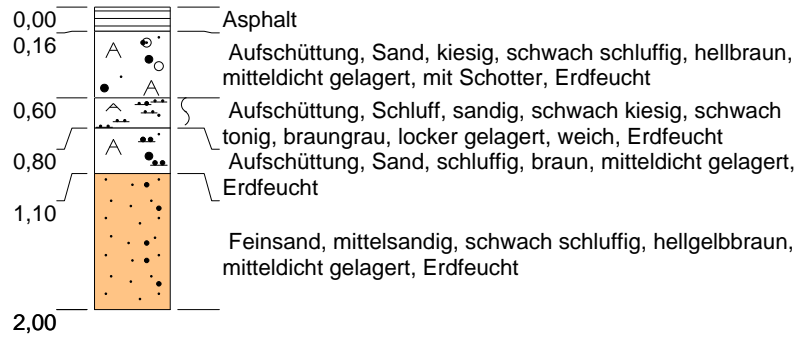 0,00
Asphalt
0,16
Aufschüttung, Sand, kiesig, schwach schluffig, hellbraun,
mitteldicht gelagert, mit Schotter, Erdfeucht
0,60
Aufschüttung, Schluff, sandig, schwach kiesig, schwach
tonig, braungrau, locker gelagert, weich, Erdfeucht
0,80
Aufschüttung, Sand, schluffig, braun, mitteldicht gelagert,
Erdfeucht
1,10
Feinsand, mittelsandig, schwach schluffig, hellgelbbraun,
mitteldicht gelagert, Erdfeucht
2,00